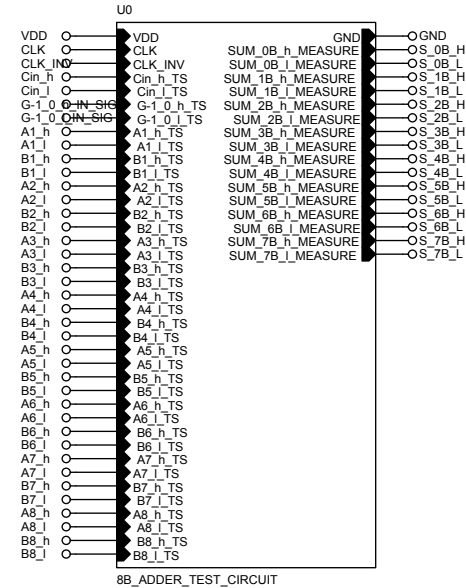 U0
VDD VDD GND GND
CLK CLK SUM_0B_h_MEASURE S_0B_H
CLK_INV CLK_INV SUM_0B_l_MEASURE S_0B_L
Cin_h Cin_h_TS SUM_1B_h_MEASURE S_1B_H
Cin_l Cin_l_TS SUM_1B_l_MEASURE S_1B_L
G-1_0_0_IN_SIG G-1_0_h_TS SUM_2B_h_MEASURE S_2B_H
G-1_0_0IN_SIG G-1_0_l_TS SUM_2B_l_MEASURE S_2B_L
A1_h A1_h_TS SUM_3B_h_MEASURE S_3B_H
A1_l A1_l_TS SUM_3B_l_MEASURE S_3B_L
B1_h B1_h_TS SUM_4B_h_MEASURE S_4B_H
B1_l B1_l_TS SUM_4B_l_MEASURE S_4B_L
A2_h A2_h_TS SUM_5B_h_MEASURE S_5B_H
A2_l A2_l_TS SUM_5B_l_MEASURE S_5B_L
B2_h B2_h_TS SUM_6B_h_MEASURE S_6B_H
B2_l B2_l_TS SUM_6B_l_MEASURE S_6B_L
A3_h A3_h_TS SUM_7B_h_MEASURE S_7B_H
A3_l A3_l_TS SUM_7B_l_MEASURE S_7B_L
B3_h B3_h_TS
B3_l B3_l_TS
A4_h A4_h_TS
A4_l A4_l_TS
B4_h B4_h_TS
B4_l B4_l_TS
A5_h A5_h_TS
A5_l A5_l_TS
B5_h B5_h_TS
B5_l B5_l_TS
A6_h A6_h_TS
A6_l A6_l_TS
B6_h B6_h_TS
B6_l B6_l_TS
A7_h A7_h_TS
A7_l A7_l_TS
B7_h B7_h_TS
B7_l B7_l_TS
A8_h A8_h_TS
A8_l A8_l_TS
B8_h B8_h_TS
B8_l B8_l_TS
8B_ADDER_TEST_CIRCUIT